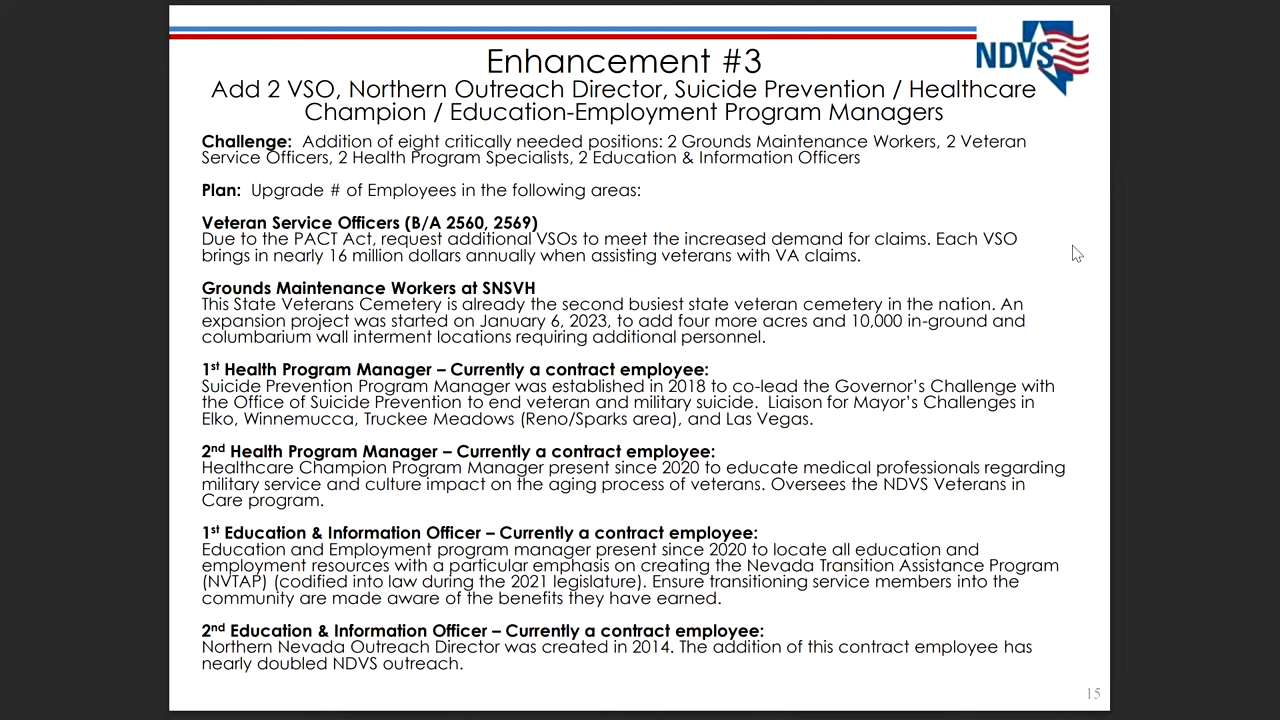 NDVS
Enhancement #3
Add 2 VSO, Northern Outreach Director, Suicide Prevention / Healthcare
Champion / Education-Employment Program Managers
Challenge: Addition of eight critically needed positions: 2 Grounds Maintenance Workers, 2 Veteran
Service Officers, 2 Health Program Specialists, 2 Education & Information Officers
Plan: Upgrade # of Employees in the following areas:
Veteran Service Officers (B/A 2560, 2569)
Due to the PACT Act, request additional VSOs to meet the increased demand for claims. Each VSO
brings in nearly 16 million dollars annually when assisting veterans with VA claims.
Grounds Maintenance Workers at SNSVH
This State Veterans Cemetery is already the second busiest state veteran cemetery in the nation. An
expansion project was started on January 6, 2023, to add four more acres and 10,000 in-ground and
columbarium wall interment locations requiring additional personnel.
1st Health Program Manager – Currently a contract employee:
Suicide Prevention Program Manager was established in 2018 to co-lead the Governor's Challenge with
the Office of Suicide Prevention to end veteran and military suicide. Liaison for Mayor's Challenges in
Elko, Winnemucca, Truckee Meadows (Reno/Sparks area), and Las Vegas.
2nd Health Program Manager – Currently a contract employee:
Healthcare Champion Program Manager present since 2020 to educate medical professionals regarding
military service and culture impact on the aging process of veterans. Oversees the NDVS Veterans in
Care program.
1st Education & Information Officer – Currently a contract employee:
Education and Employment program manager present since 2020 to locate all education and
employment resources with a particular emphasis on creating the Nevada Transition Assistance Program
(NVTAP) (codified into law during the 2021 legislature). Ensure transitioning service members into the
community are made aware of the benefits they have earned.
2nd Education & Information Officer – Currently a contract employee:
Northern Nevada Outreach Director was created in 2014. The addition of this contract employee has
nearly doubled NDVS outreach.
15